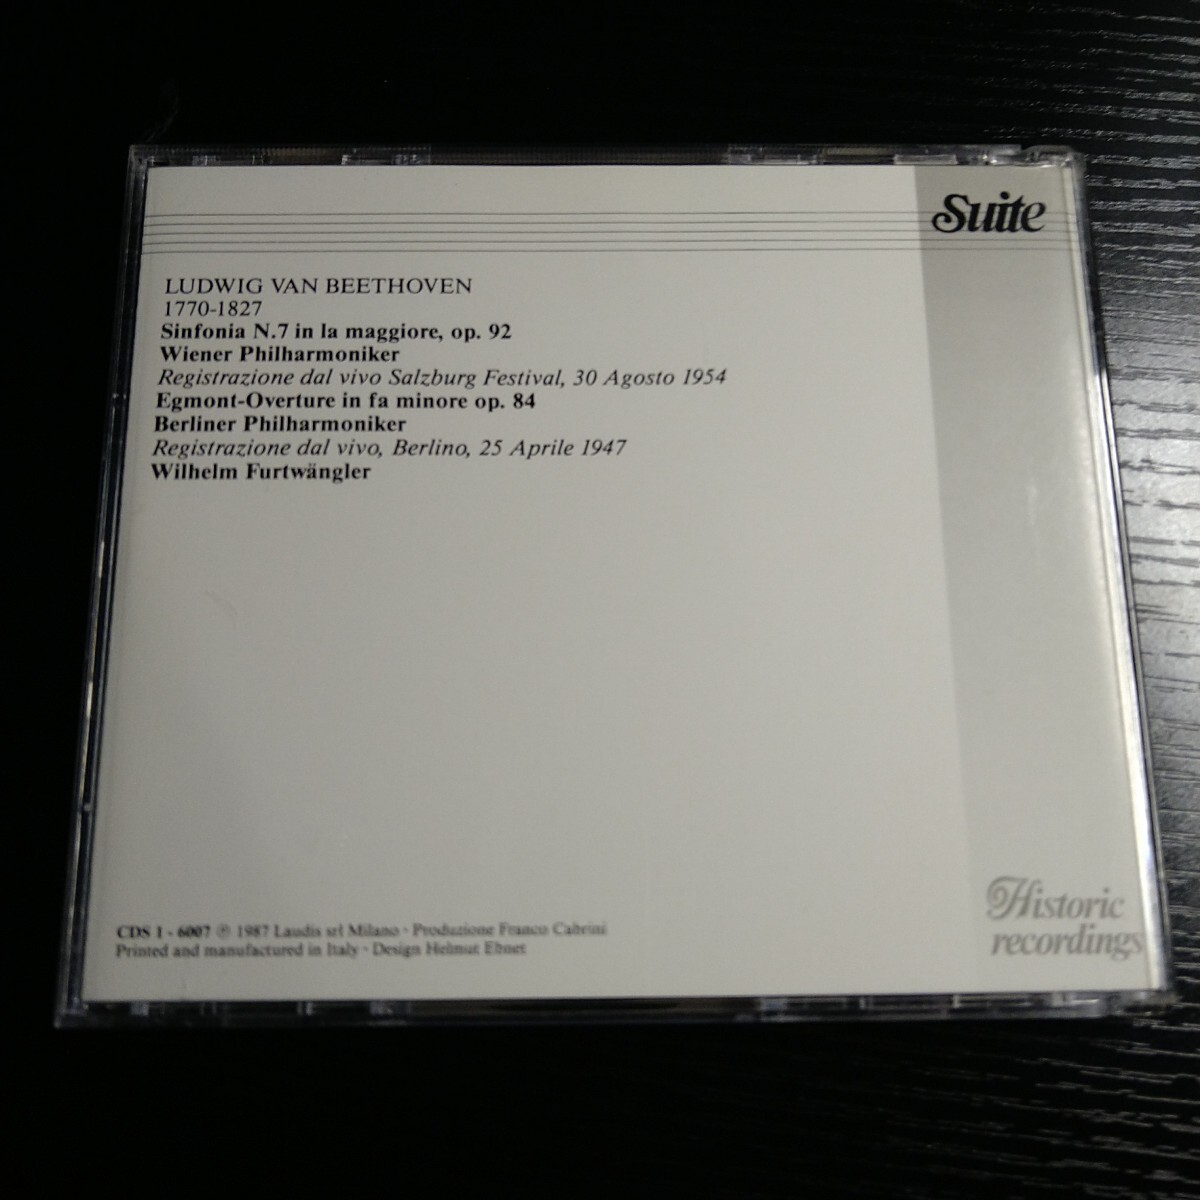 Suite
LUDWIG VAN BEETHOVEN
1770-1827
Sinfonia N.7 in la maggiore, op. 92
Wiener Philharmoniker
Registrazione dal vivo Salzburg Festival, 30 Agosto 1954
Egmont-Overture in fa minore op. 84
Berliner Philharmoniker
Registrazione dal vivo, Berlino, 25 Aprile 1947
Wilhelm Furtwängler
CDS 1 - 6007 ℗ 1987 Laudis srl Milano · Produzione Franco Cabrini
Printed and manufactured in Italy · Design Helmut Ebnet
Historic
recordings